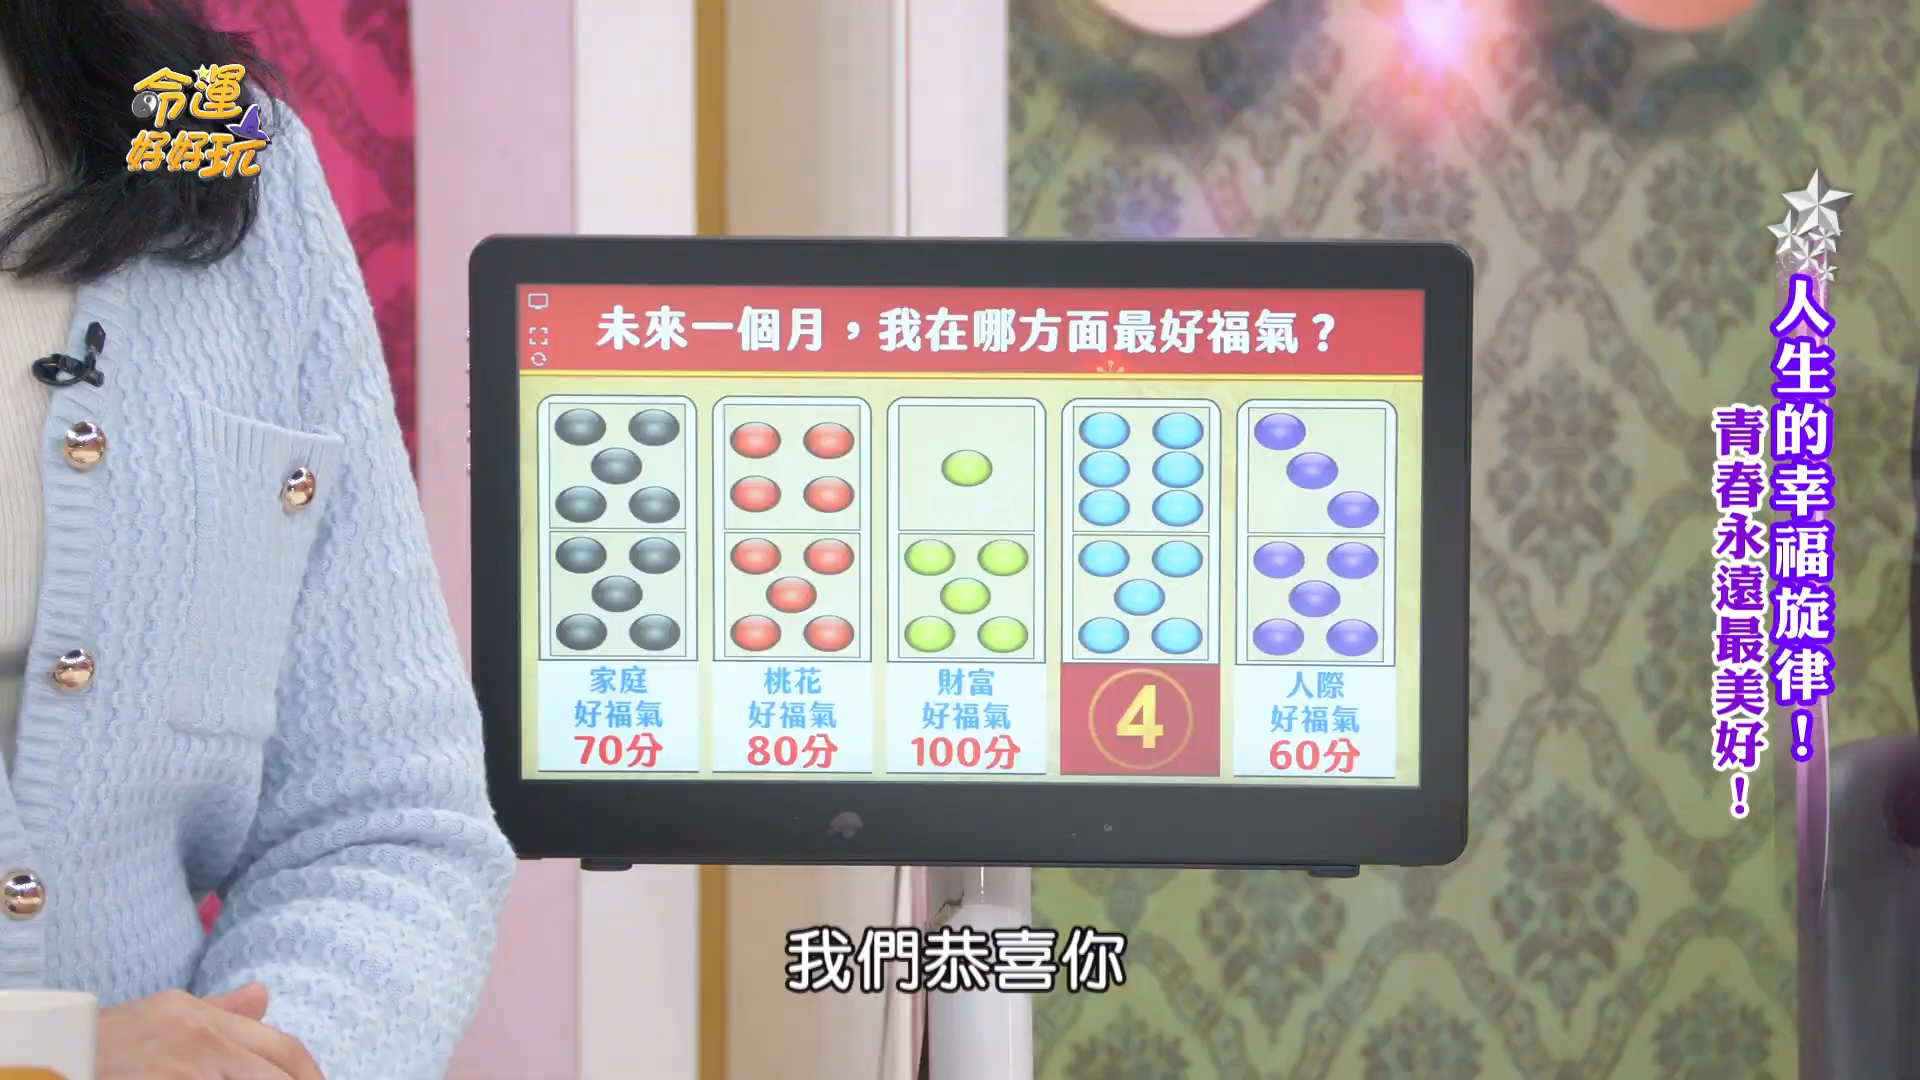 命運
好好玩
未來一個月，我在哪方面最好福氣？
家庭
好福氣
70分
桃花
好福氣
80分
財富
好福氣
100分
4
人際
好福氣
60分
人生的幸福旋律！
青春永遠最美好！
我們恭喜你